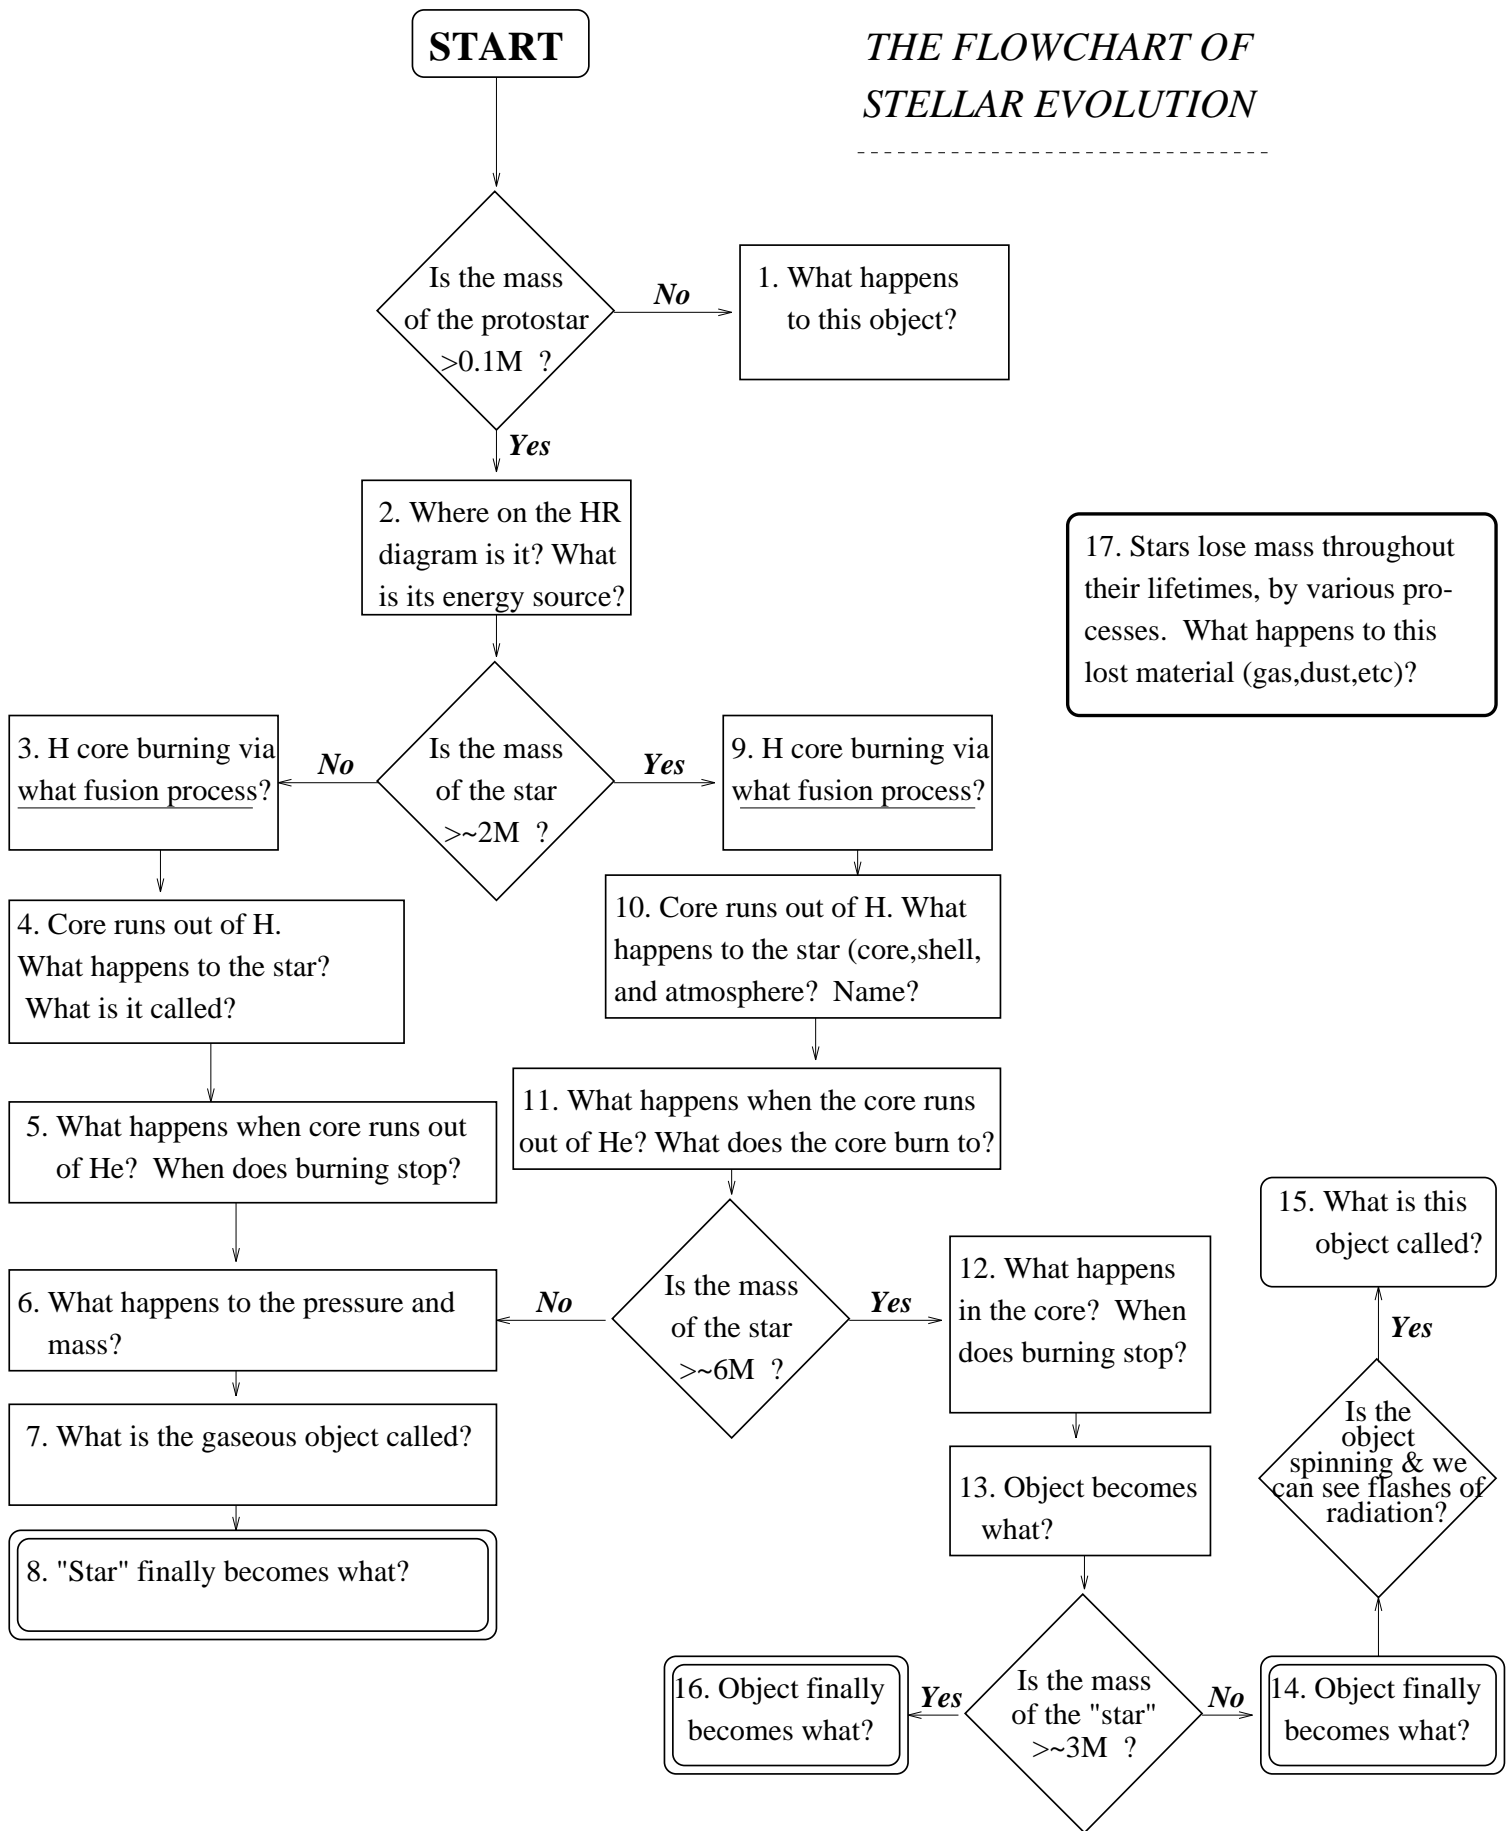 START
THE FLOWCHART OF
STELLAR EVOLUTION
Is the mass
of the protostar
>0.1M ?
No
1. What happens
to this object?
Yes
2. Where on the HR
diagram is it? What
is its energy source?
17. Stars lose mass throughout
their lifetimes, by various pro-
cesses. What happens to this
lost material (gas,dust,etc)?
Is the mass
of the star
>~2M ?
No
3. H core burning via
what fusion process?
Yes
9. H core burning via
what fusion process?
4. Core runs out of H.
What happens to the star?
What is it called?
10. Core runs out of H. What
happens to the star (core,shell,
and atmosphere? Name?
5. What happens when core runs out
of He? When does burning stop?
11. What happens when the core runs
out of He? What does the core burn to?
Is the mass
of the star
>~6M ?
No
6. What happens to the pressure and
mass?
7. What is the gaseous object called?
8. "Star" finally becomes what?
Yes
12. What happens
in the core? When
does burning stop?
13. Object becomes
what?
Is the mass
of the "star"
>~3M ?
Yes
16. Object finally
becomes what?
No
14. Object finally
becomes what?
Is the
object
spinning & we
can see flashes of
radiation?
Yes
15. What is this
object called?